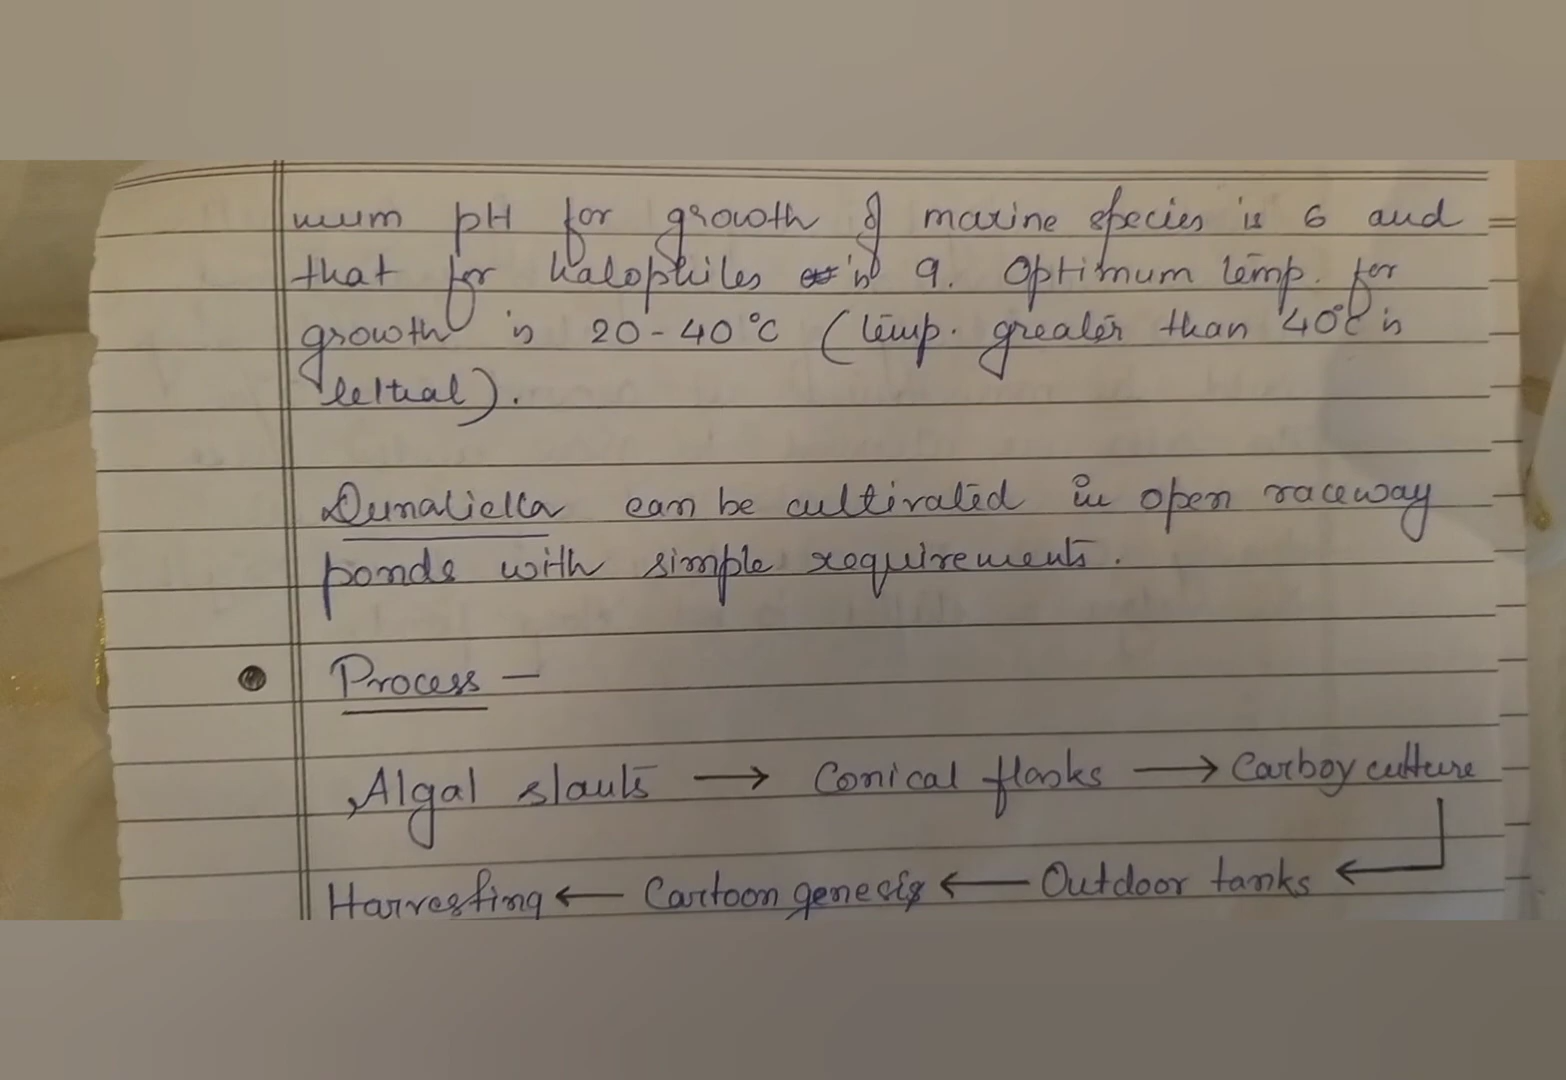 mum pH for growth of marine species is 6 and
that for halophiles is 9. Optimum temp. for
growth is 20-40°C (temp. greater than 40°C is
lethal).
Dunaliella can be cultivated in open raceway
ponds with simple requirements.
Process —
Algal slauts → Conical flasks → Carboy culture
Harvesting ← Cartoon genesis ← Outdoor tanks